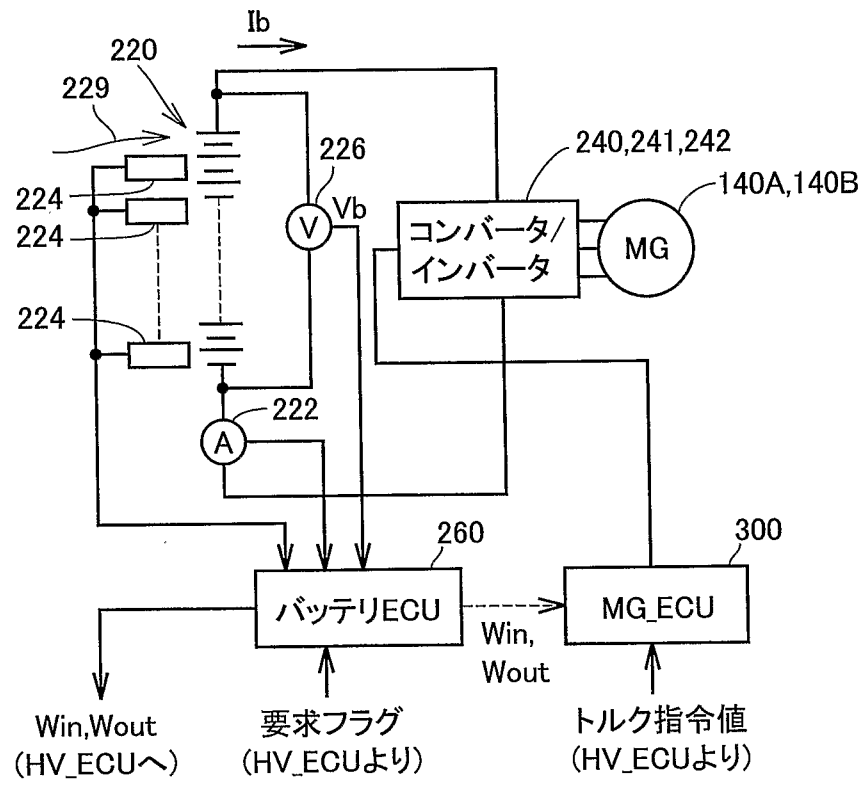 Ib
220
229
240,241,242
226
140A,140B
224
Vb
224
V
コンバータ/
インバータ
MG
224
222
A
260
300
バッテリECU
MG_ECU
Win,
Wout
Win,Wout
(HV_ECUへ)
要求フラグ
(HV_ECUより)
トルク指令値
(HV_ECUより)